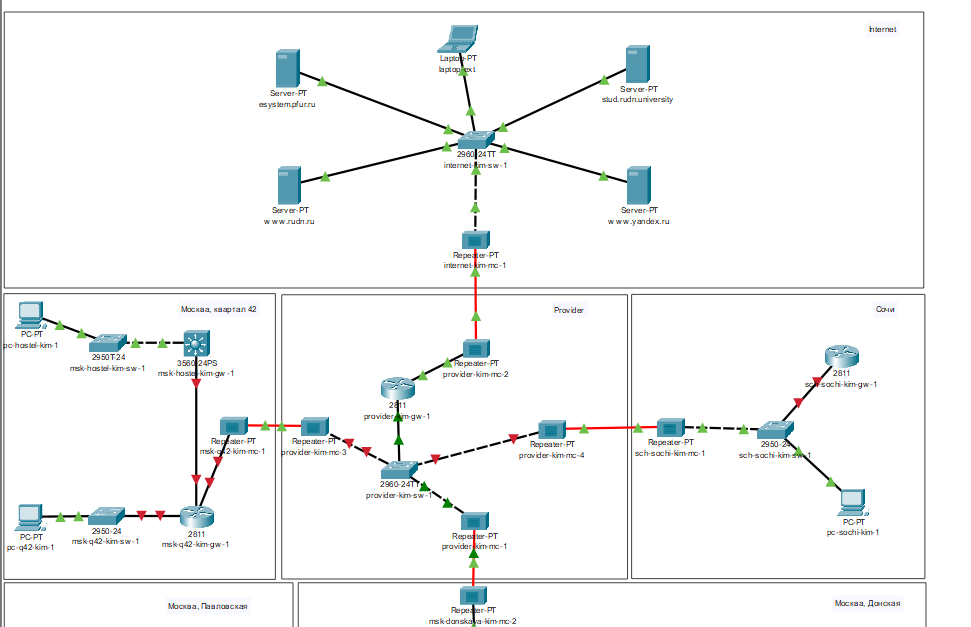 Internet
Laptop-PT
laptop-ext
Server-PT
esystem.pfur.ru
Server-PT
stud.rudn.university
2960-24TT
internet-kim-sw-1
Server-PT
www.rudn.ru
Server-PT
www.yandex.ru
Repeater-PT
internet-kim-mc-1
Москва, квартал 42
PC-PT
pc-hostel-kim-1
2950T-24
msk-hostel-kim-sw-1
3560-24PS
msk-hostel-kim-gw-1
Repeater-PT
msk-q42-kim-mc-1
PC-PT
pc-q42-kim-1
2950-24
msk-q42-kim-sw-1
2811
msk-q42-kim-gw-1
Provider
Repeater-PT
provider-kim-mc-2
2811
provider-kim-gw-1
Repeater-PT
provider-kim-mc-3
Repeater-PT
provider-kim-mc-4
2960-24TT
provider-kim-sw-1
Repeater-PT
provider-kim-mc-1
Сочи
2811
sch-sochi-kim-gw-1
Repeater-PT
sch-sochi-kim-mc-1
2950-24
sch-sochi-kim-sw-1
PC-PT
pc-sochi-kim-1
Москва, Павловская
Москва, Донская
Repeater-PT
msk-donskaya-kim-mc-2